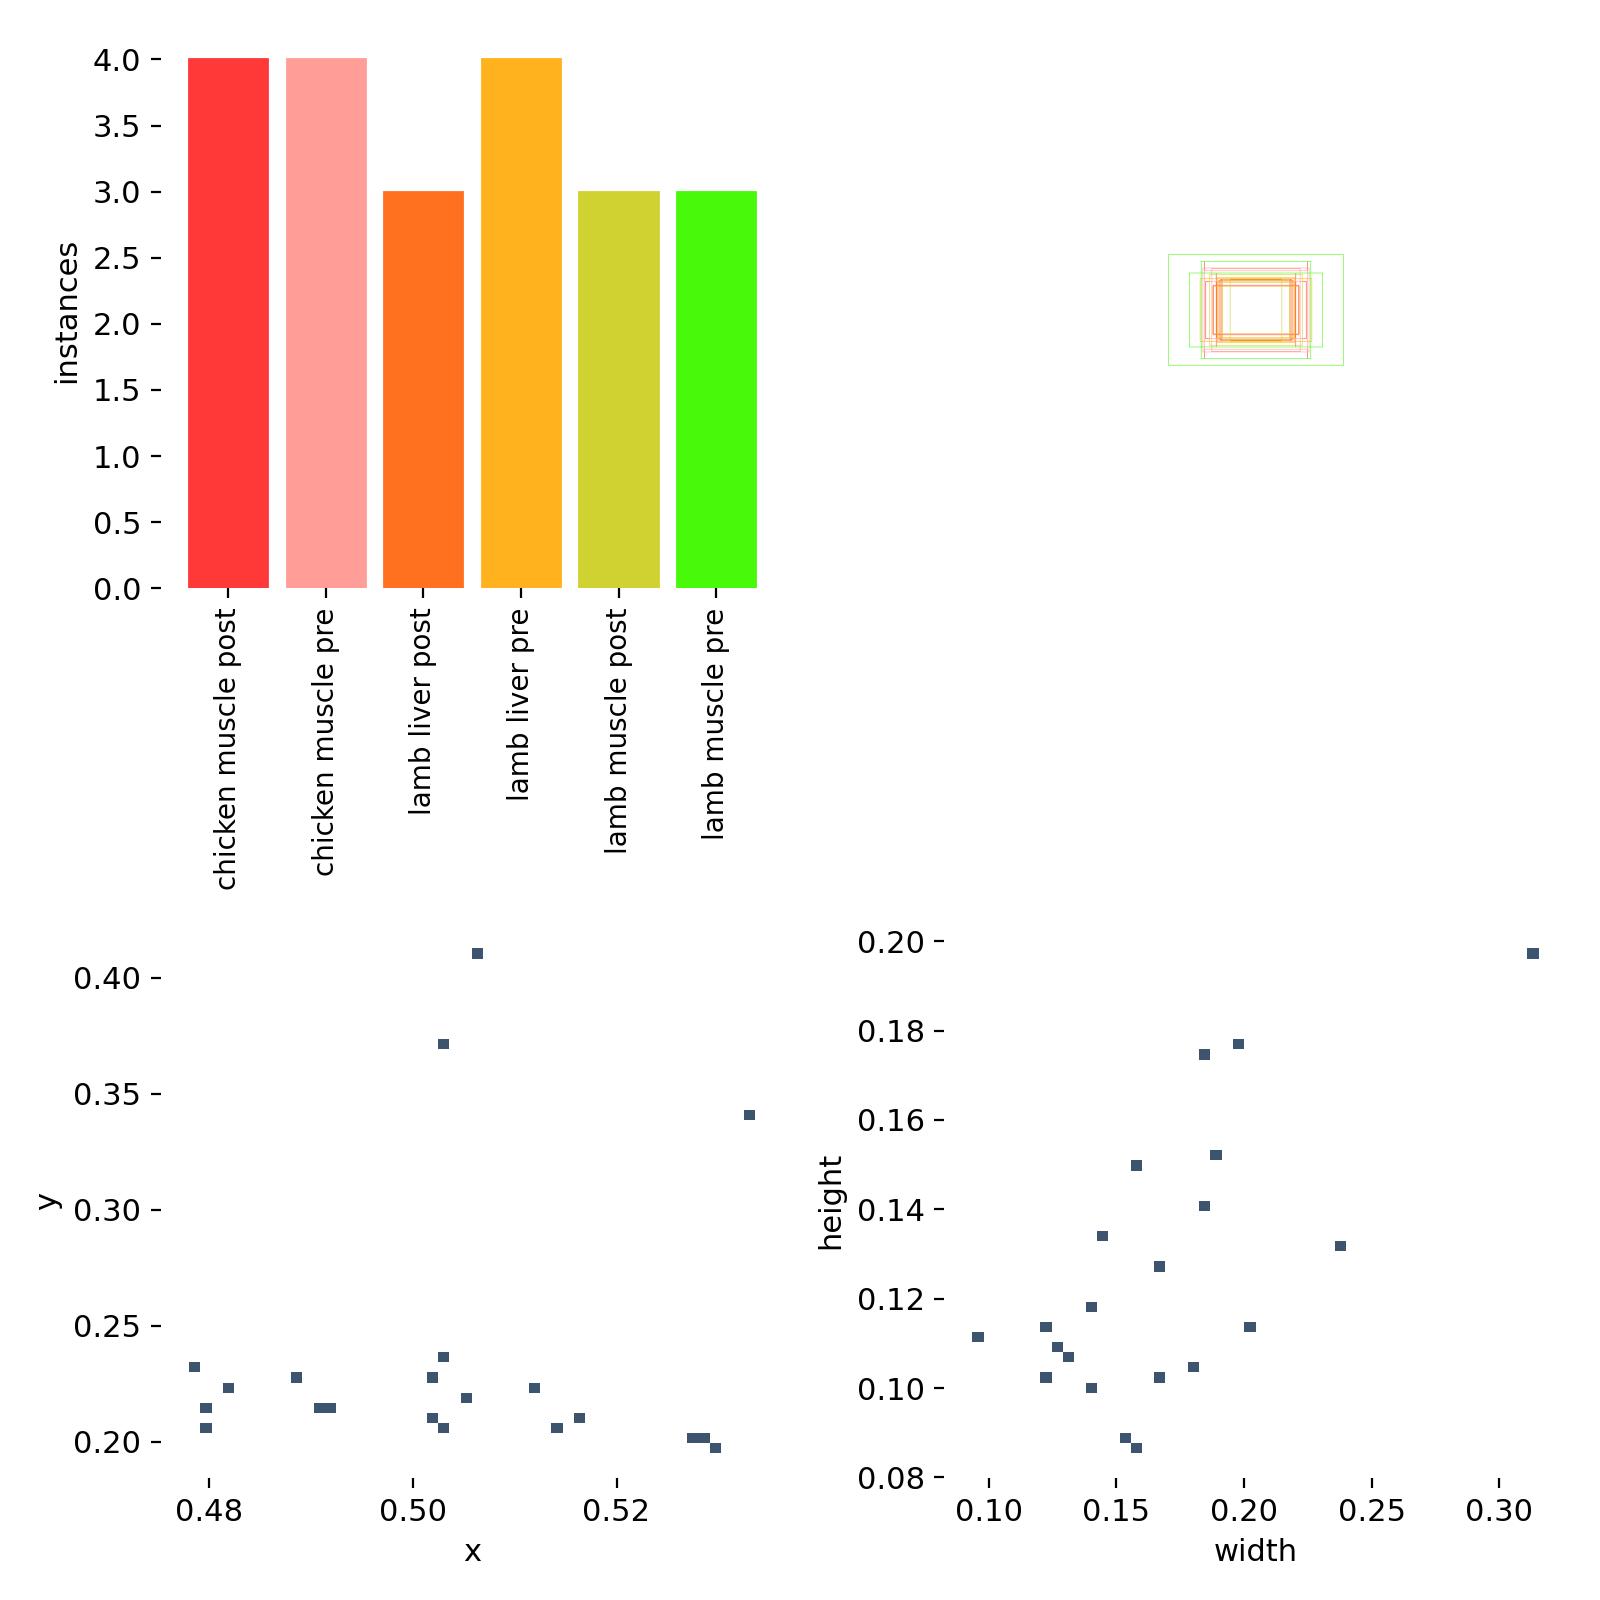 4.0
3.5
3.0
2.5
2.0
1.5
1.0
0.5
0.0
instances
chicken muscle post
chicken muscle pre
lamb liver post
lamb liver pre
lamb muscle post
lamb muscle pre
0.40
0.35
0.30
0.25
0.20
y
0.48 0.50 0.52
x
0.20
0.18
0.16
0.14
0.12
0.10
0.08
height
0.10 0.15 0.20 0.25 0.30
width